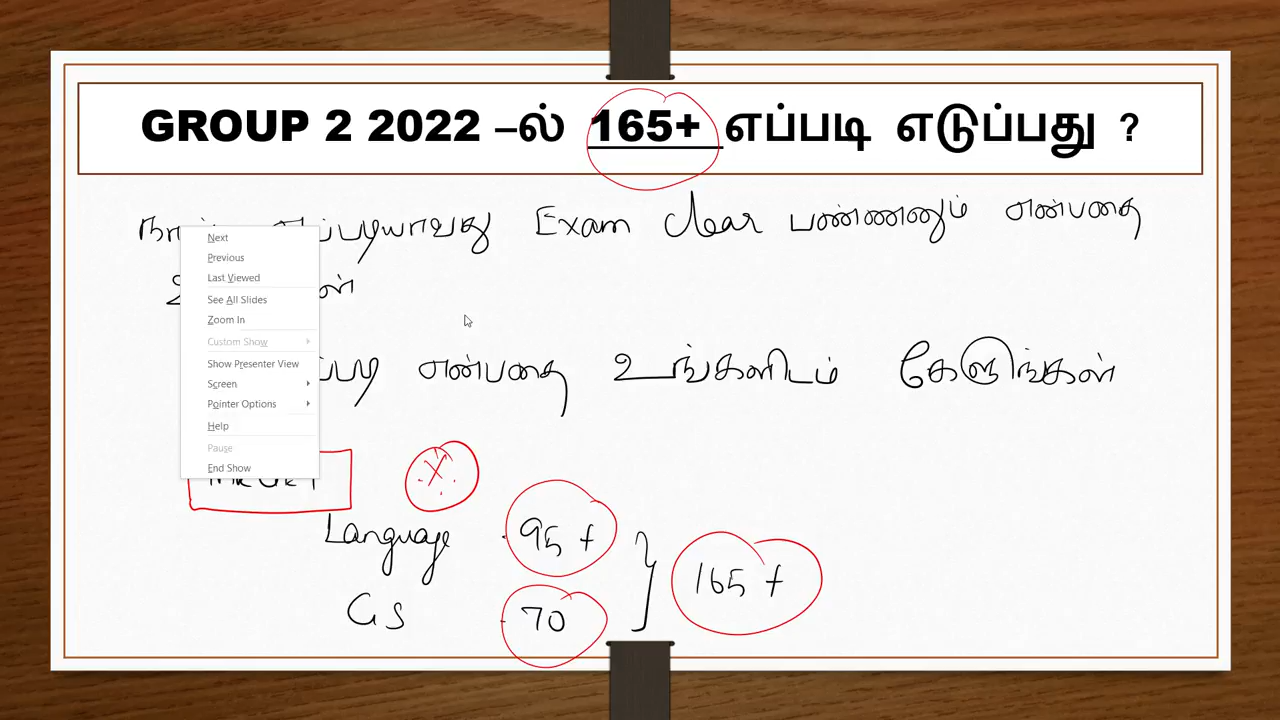 GROUP 2 2022 –ல் 165+ எப்படி எடுப்பது ?
Exam clear பண்ணனும் என்பதை
என்பதை உங்களிடம் கேளுங்கள்
Next
Previous
Last Viewed
See All Slides
Zoom In
Custom Show
Show Presenter View
Screen
Pointer Options
Help
Pause
End Show
X
Language 95 +
165 +
GS 70